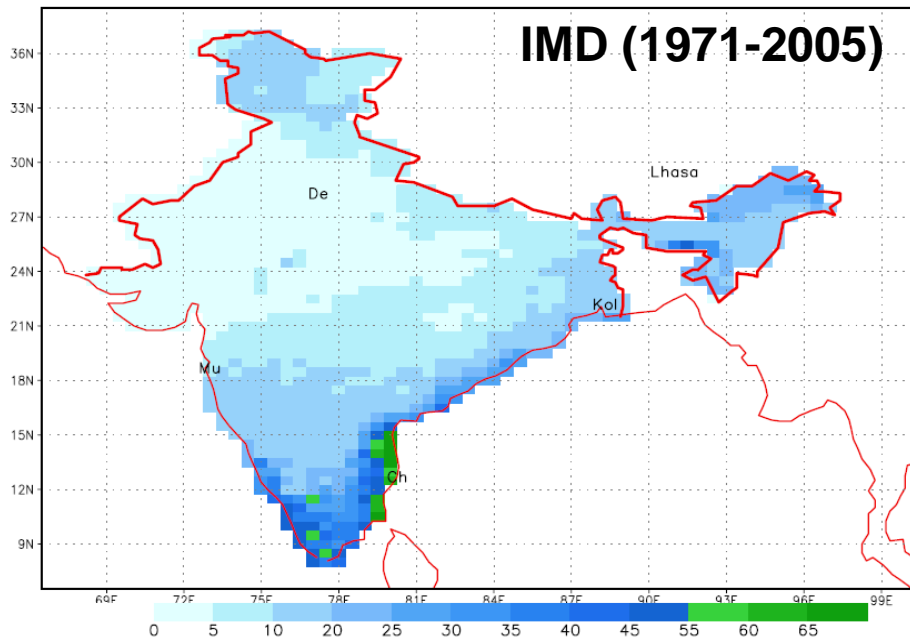 IMD (1971-2005)
36N
33N
30N
27N
24N
21N
18N
15N
12N
9N
Lhasa
De
Kol
Mu
Ch
69E 72E 75E 78E 81E 84E 87E 90E 93E 96E 99E
0 5 10 20 25 30 35 40 45 55 60 65